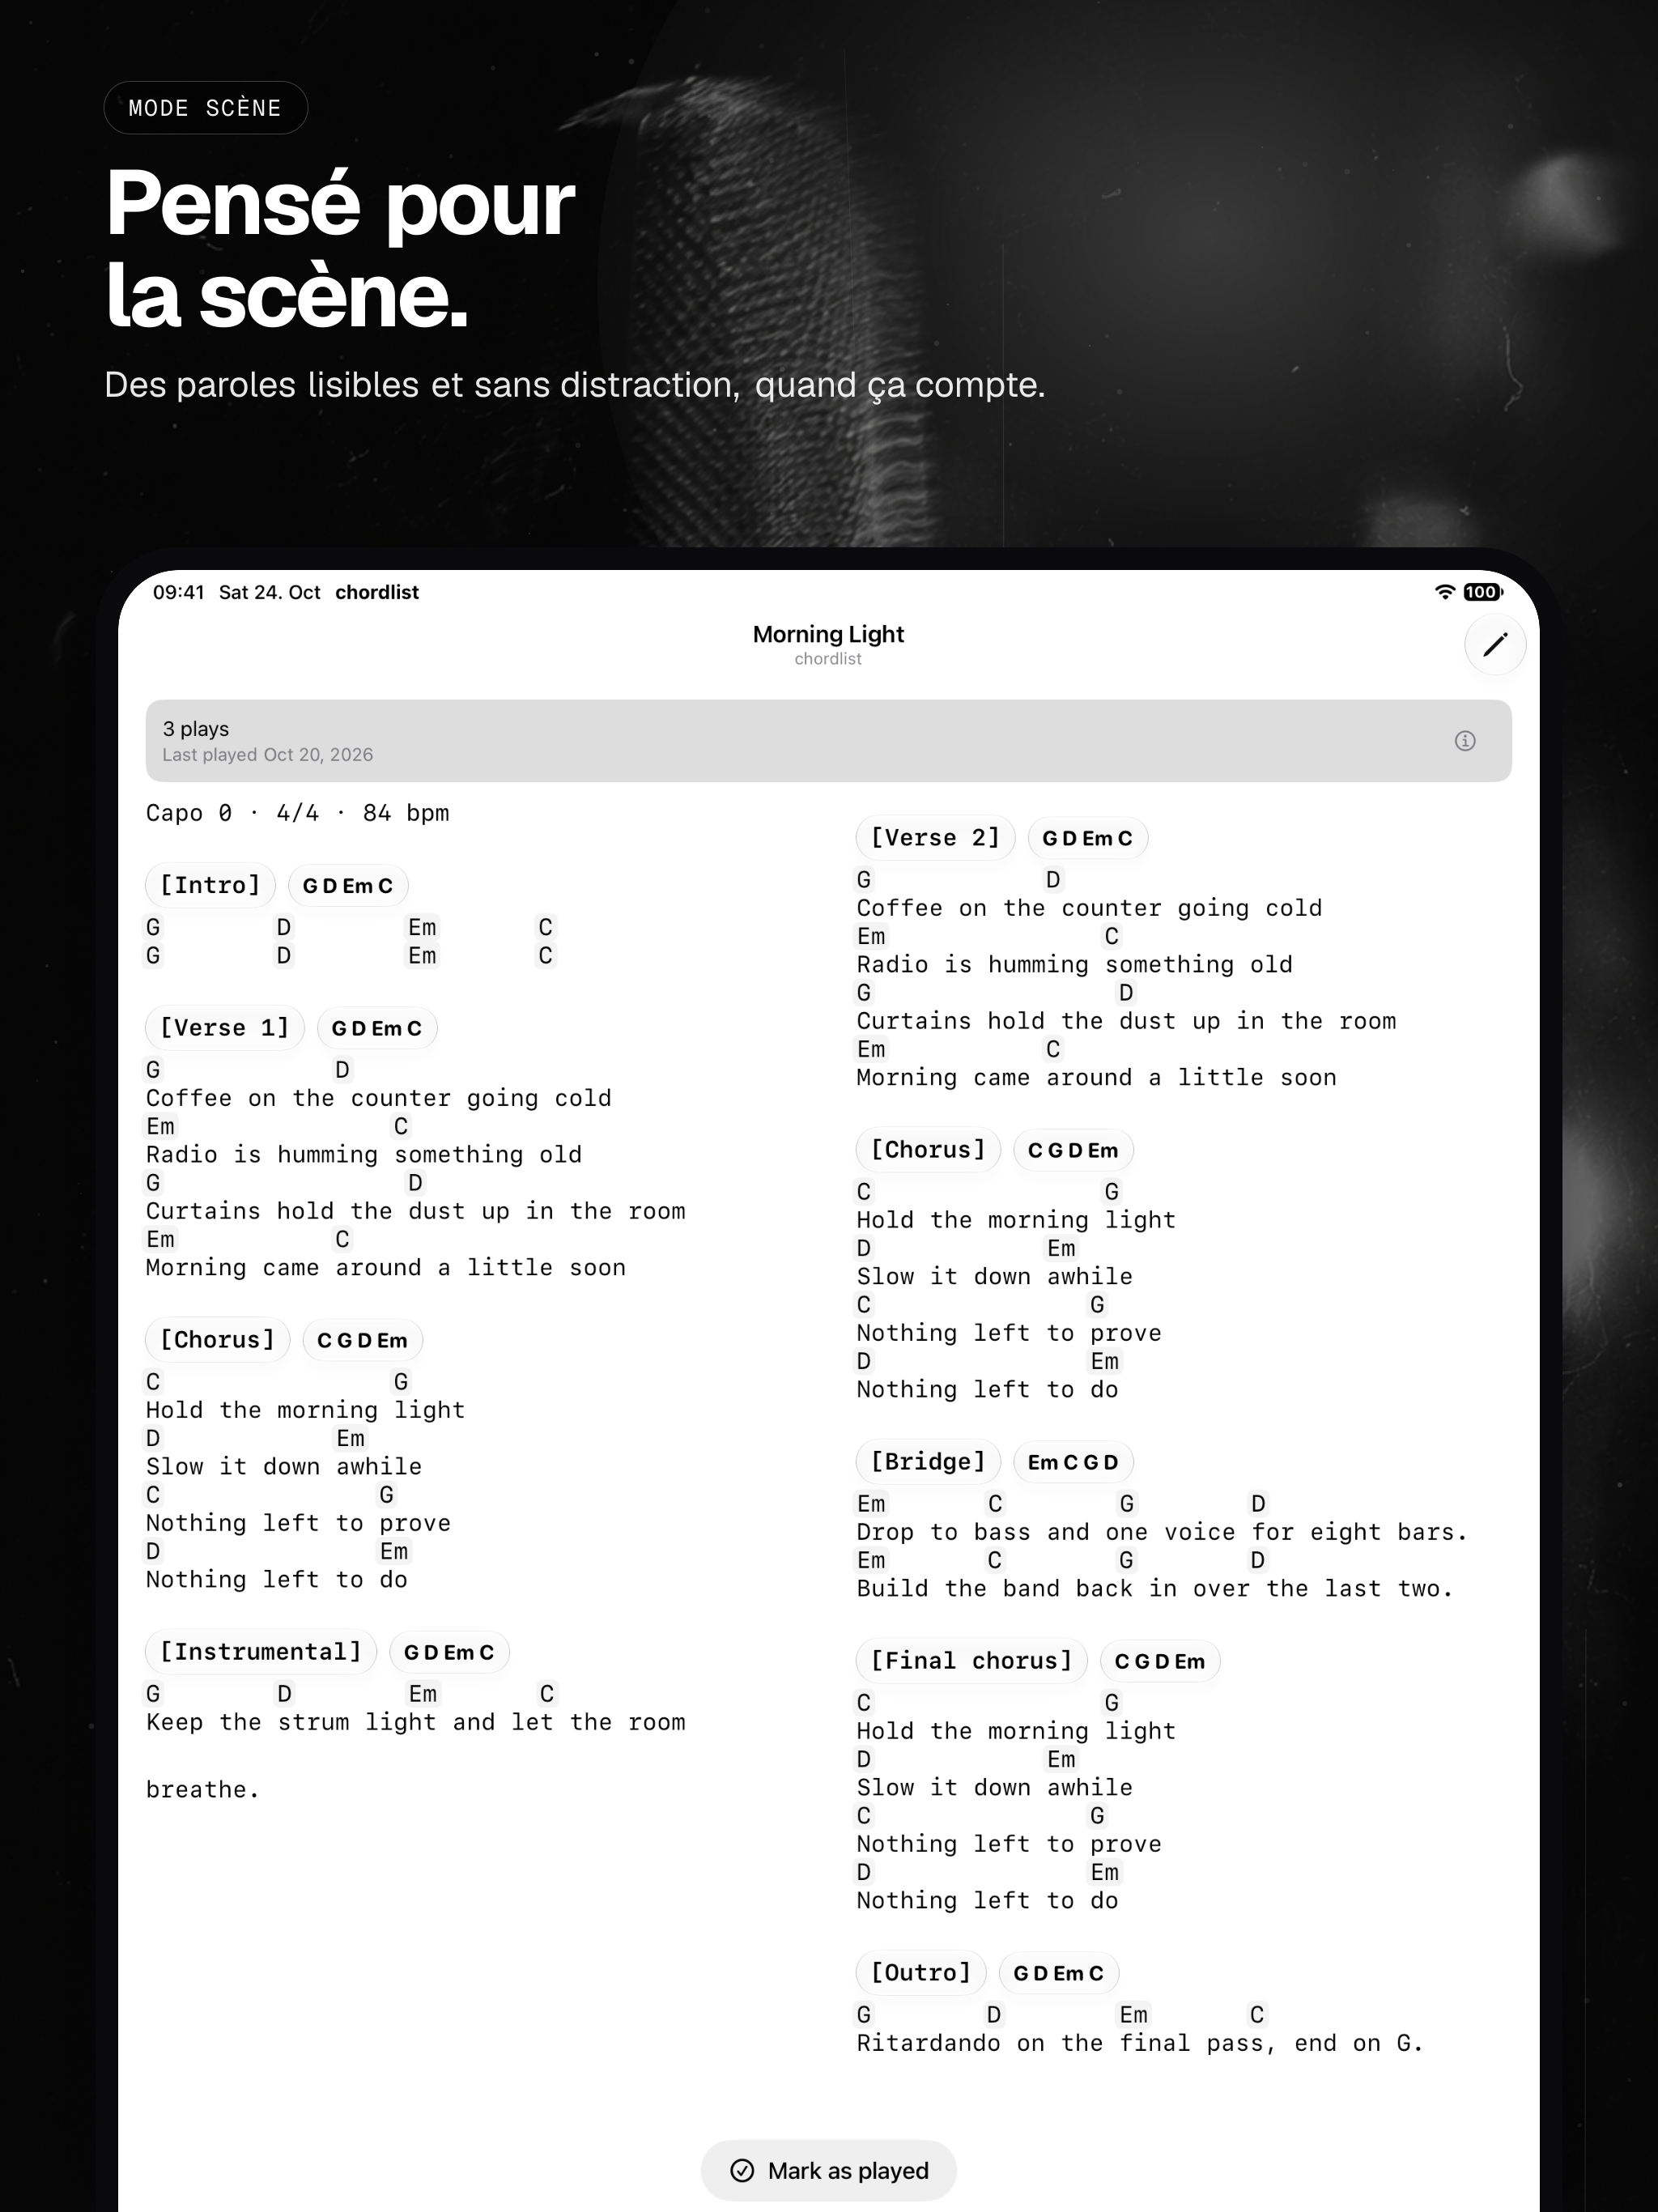 MODE SCÈNE
Pensé pour
la scène.
Des paroles lisibles et sans distraction, quand ça compte.
09:41 Sat 24. Oct chordlist
100
Morning Light
chordlist
3 plays
Last played Oct 20, 2026
Capo 0 · 4/4 · 84 bpm
[Intro] G D Em C
G D Em C
G D Em C
[Verse 1] G D Em C
G D
Coffee on the counter going cold
Em C
Radio is humming something old
G D
Curtains hold the dust up in the room
Em C
Morning came around a little soon
[Chorus] C G D Em
C G
Hold the morning light
D Em
Slow it down awhile
C G
Nothing left to prove
D Em
Nothing left to do
[Instrumental] G D Em C
G D Em C
Keep the strum light and let the room
breathe.
[Verse 2] G D Em C
G D
Coffee on the counter going cold
Em C
Radio is humming something old
G D
Curtains hold the dust up in the room
Em C
Morning came around a little soon
[Chorus] C G D Em
C G
Hold the morning light
D Em
Slow it down awhile
C G
Nothing left to prove
D Em
Nothing left to do
[Bridge] Em C G D
Em C G D
Drop to bass and one voice for eight bars.
Em C G D
Build the band back in over the last two.
[Final chorus] C G D Em
C G
Hold the morning light
D Em
Slow it down awhile
C G
Nothing left to prove
D Em
Nothing left to do
[Outro] G D Em C
G D Em C
Ritardando on the final pass, end on G.
Mark as played